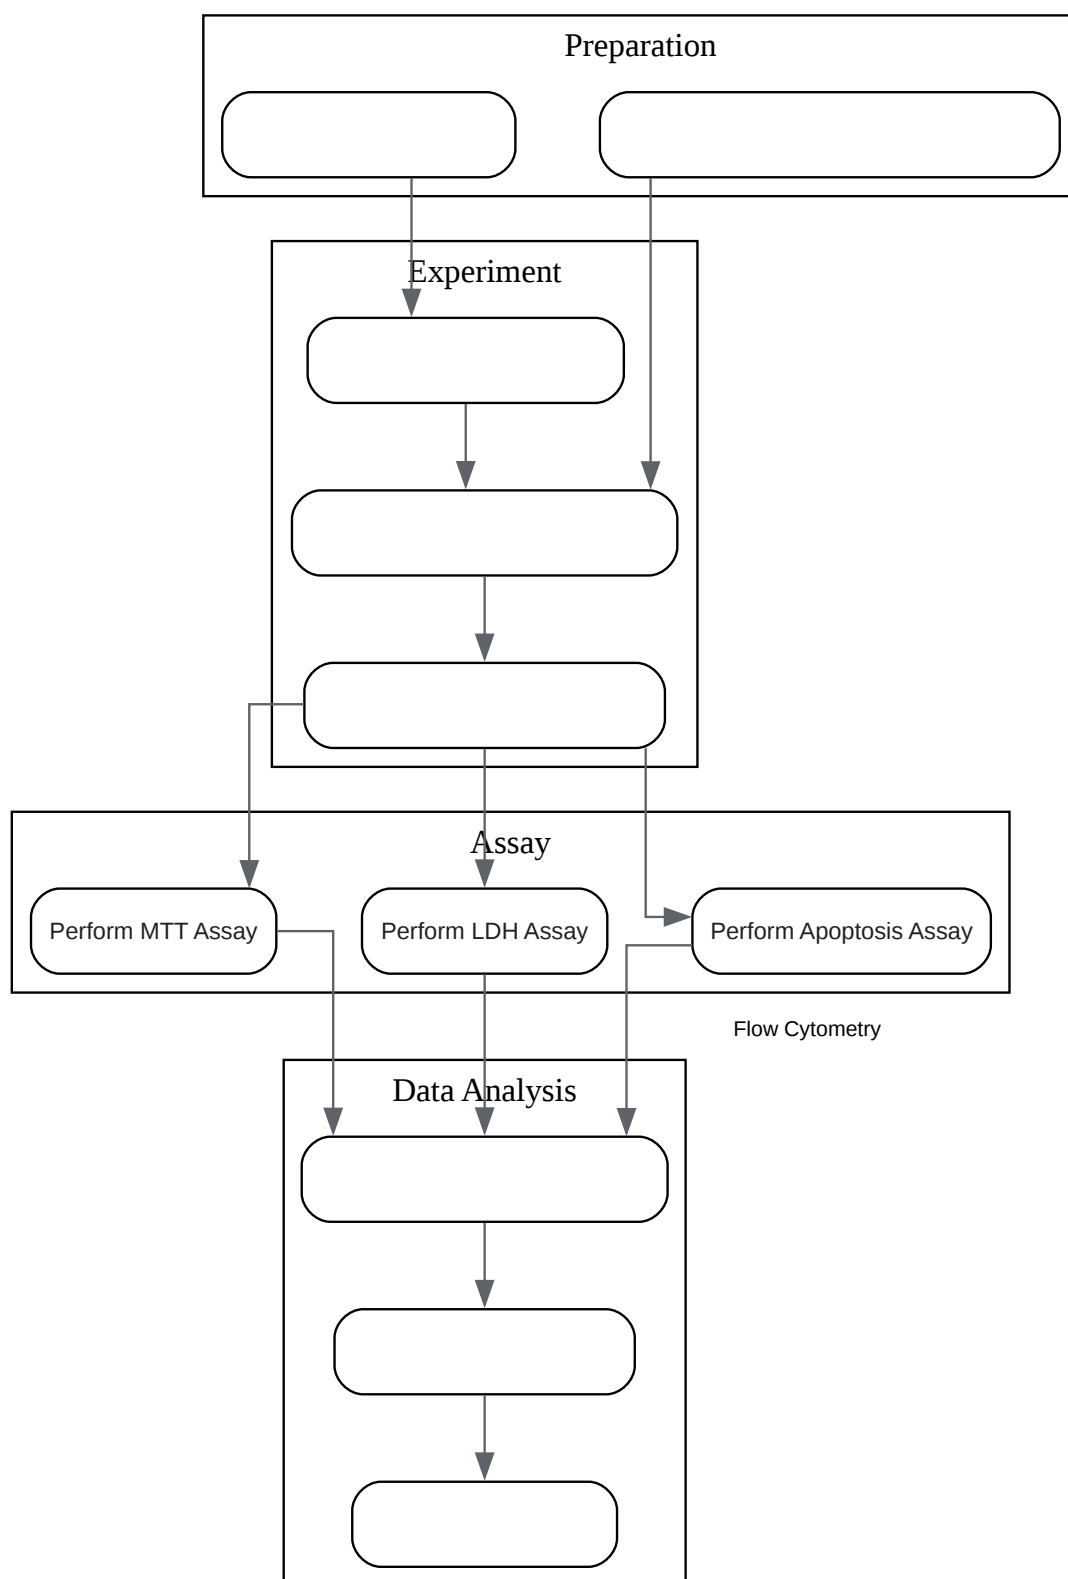 Preparation
Experiment
Assay
Perform MTT Assay
Perform LDH Assay
Perform Apoptosis Assay
Flow Cytometry
Data Analysis